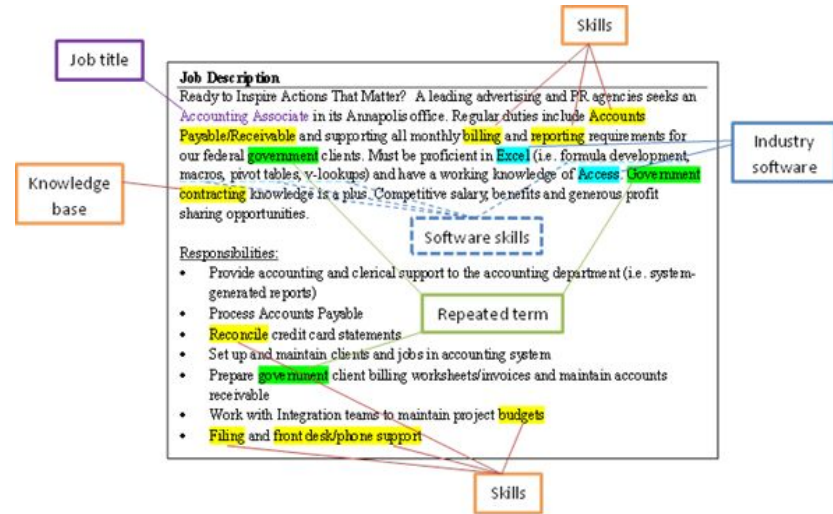 Skills
Job title
Job Description
Ready to Inspire Actions That Matter? A leading advertising and PR agencies seeks an
Accounting Associate in its Annapolis office. Regular duties include Accounts
Payable/Receivable and supporting all monthly billing and reporting requirements for
our federal government clients. Must be proficient in Excel (i.e. formula development,
macros, pivot tables, v-lookups) and have a working knowledge of Access. Government
contracting knowledge is a plus. Competitive salary, benefits and generous profit
sharing opportunities.
Industry
software
Knowledge
base
Software skills
Responsibilities:
• Provide accounting and clerical support to the accounting department (i.e. system-
generated reports)
• Process Accounts Payable
Repeated term
• Reconcile credit card statements
• Set up and maintain clients and jobs in accounting system
• Prepare government client billing worksheets/invoices and maintain accounts
receivable
• Work with Integration teams to maintain project budgets
• Filing and front desk/phone support
Skills